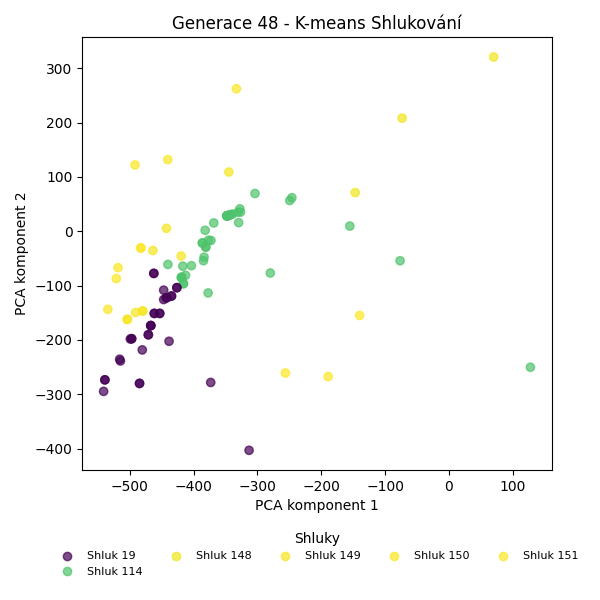 Generace 48 - K-means Shlukování
300
200
100
0
−100
−200
−300
−400
PCA komponent 2
−500 −400 −300 −200 −100 0 100
PCA komponent 1
Shluky
Shluk 19 Shluk 148 Shluk 149 Shluk 150 Shluk 151
Shluk 114